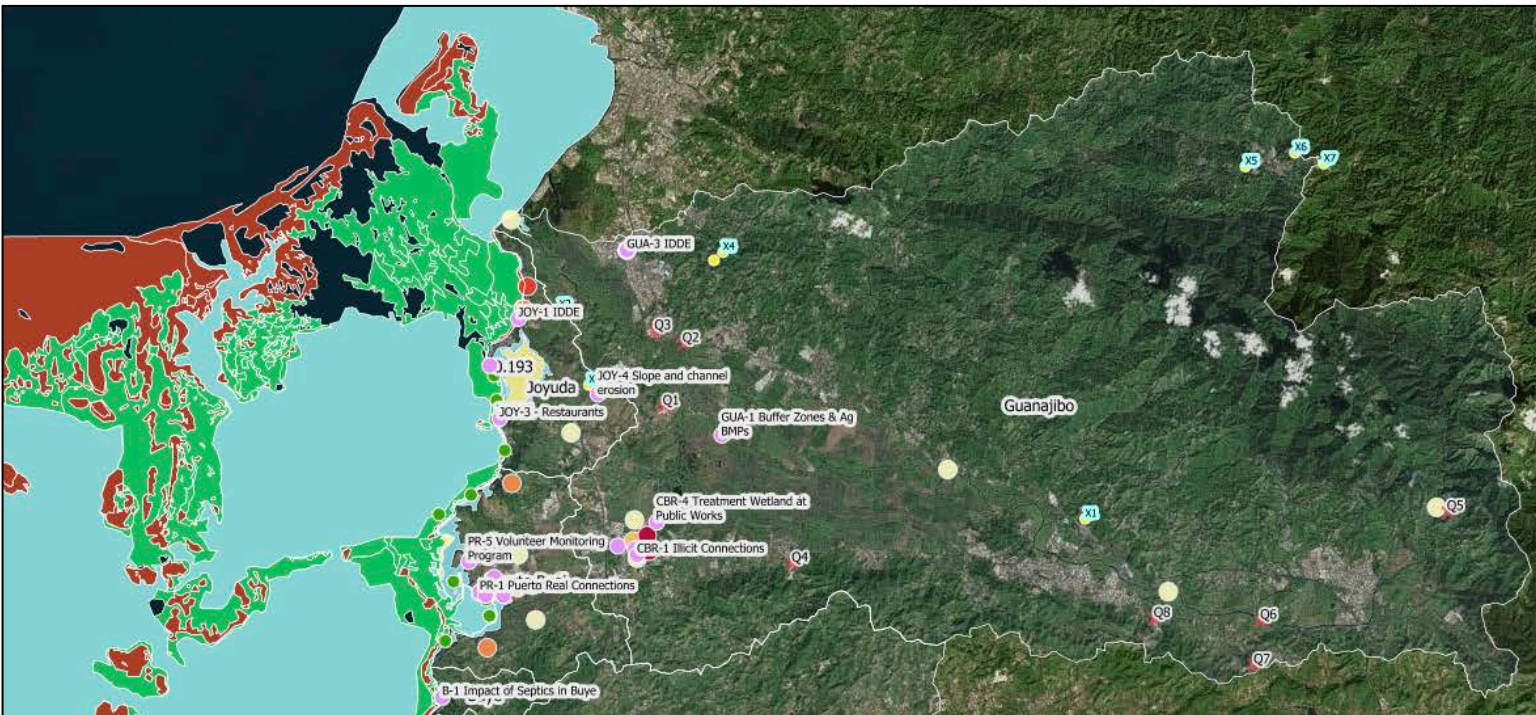 X6
X5
X7
X4
GUA-3 IDDE
JOY-1 IDDE
Q3
Q2
0.193
JOY-4 Slope and channel
erosion
Joyuda
JOY-3 - Restaurants
Q1
Guanajibo
GUA-1 Buffer Zones & Ag
BMPs
CBR-4 Treatment Wetland at
Public Works
X1
Q5
PR-5 Volunteer Monitoring
Program
CBR-1 Illicit Connections
Q4
PR-1 Puerto Real Connections
Q8
Q6
Q7
B-1 Impact of Septics in Buye